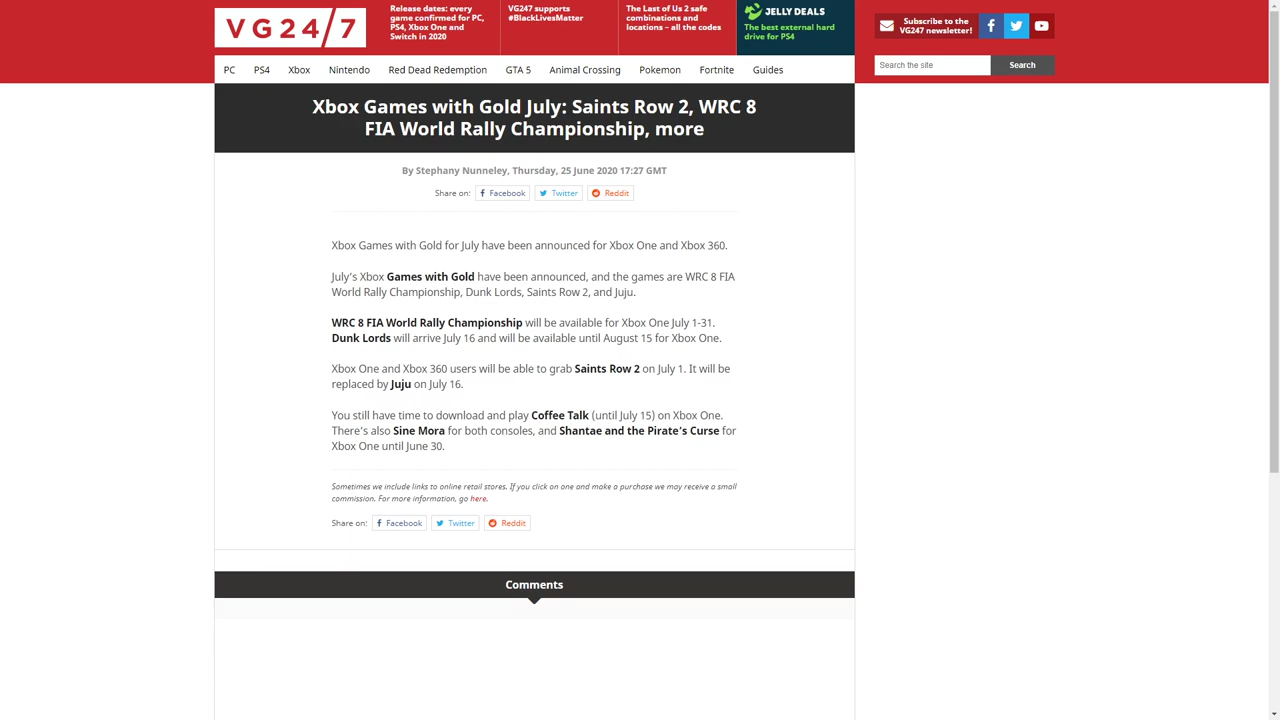 VG24/7
Release dates: every
game confirmed for PC,
PS4, Xbox One and
Switch in 2020
VG247 supports
#BlackLivesMatter
The Last of Us 2 safe
combinations and
locations – all the codes
JELLY DEALS
The best external hard
drive for PS4
Subscribe to the
VG247 newsletter!
Search the site
Search
PC PS4 Xbox Nintendo Red Dead Redemption GTA 5 Animal Crossing Pokemon Fortnite Guides
Xbox Games with Gold July: Saints Row 2, WRC 8
FIA World Rally Championship, more
By Stephany Nunneley, Thursday, 25 June 2020 17:27 GMT
Share on: Facebook Twitter Reddit
Xbox Games with Gold for July have been announced for Xbox One and Xbox 360.
July's Xbox Games with Gold have been announced, and the games are WRC 8 FIA
World Rally Championship, Dunk Lords, Saints Row 2, and Juju.
WRC 8 FIA World Rally Championship will be available for Xbox One July 1-31.
Dunk Lords will arrive July 16 and will be available until August 15 for Xbox One.
Xbox One and Xbox 360 users will be able to grab Saints Row 2 on July 1. It will be
replaced by Juju on July 16.
You still have time to download and play Coffee Talk (until July 15) on Xbox One.
There's also Sine Mora for both consoles, and Shantae and the Pirate's Curse for
Xbox One until June 30.
Sometimes we include links to online retail stores. If you click on one and make a purchase we may receive a small
commission. For more information, go here.
Share on: Facebook Twitter Reddit
Comments